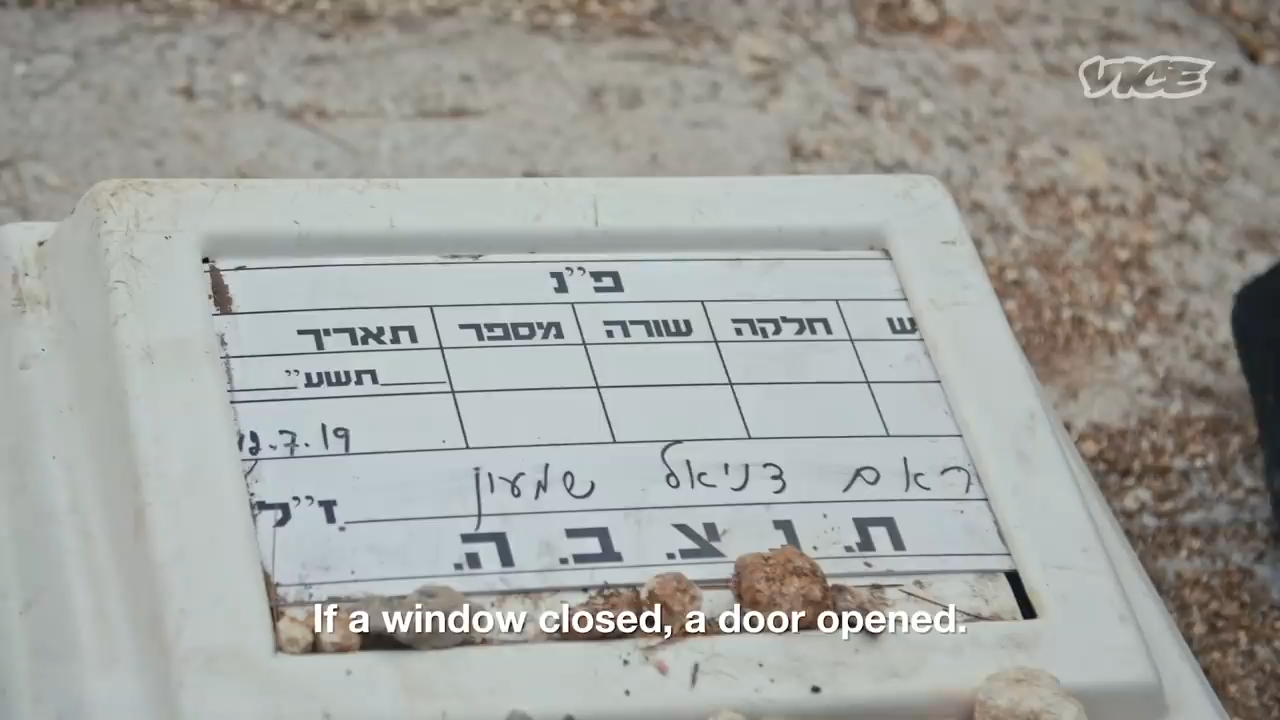 VICE
פ"נ
ש חלקה שורה מספר תאריך
תשע"
12.7.19
ראם דניאל שמעון ז"ל
ת. נ. צ. ב. ה.
If a window closed, a door opened.